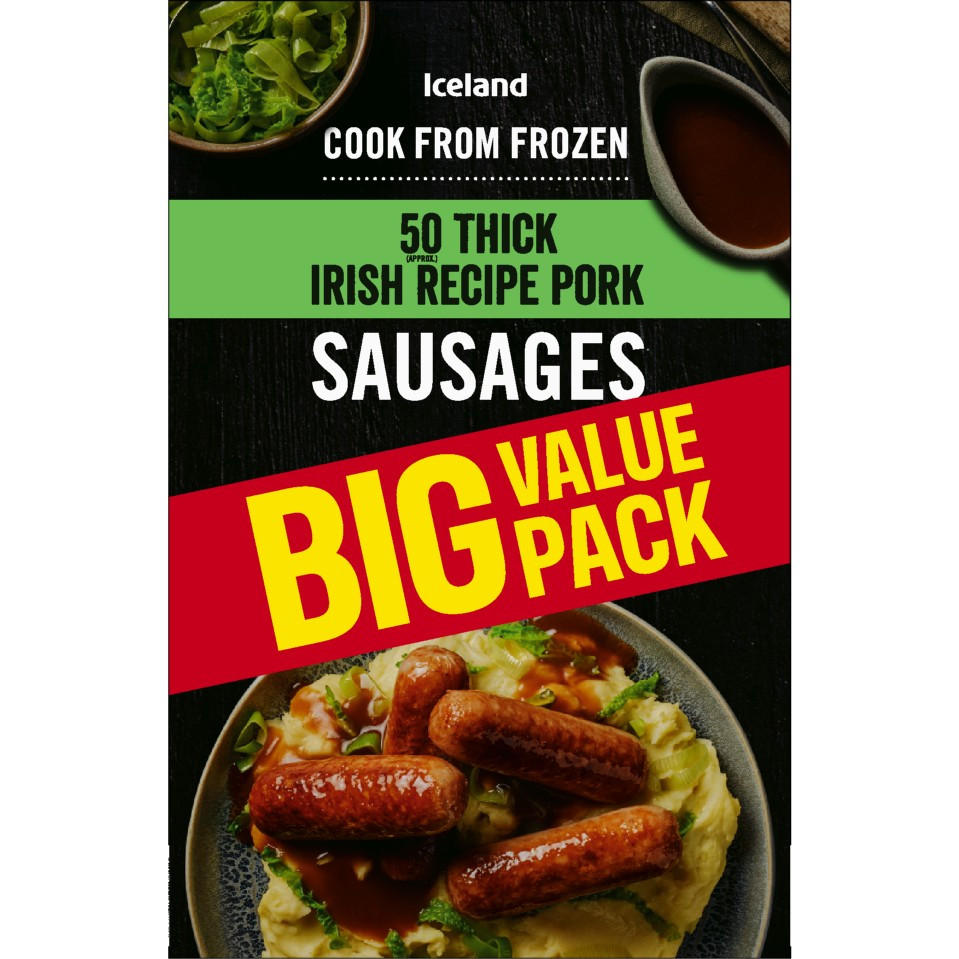 Iceland
COOK FROM FROZEN
50 THICK
(APPROX.)
IRISH RECIPE PORK
SAUSAGES
BIG VALUE
PACK